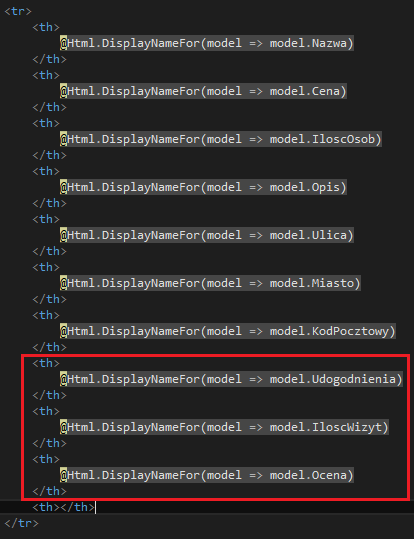 <tr>
<th>
@Html.DisplayNameFor(model => model.Nazwa)
</th>
<th>
@Html.DisplayNameFor(model => model.Cena)
</th>
<th>
@Html.DisplayNameFor(model => model.IloscOsob)
</th>
<th>
@Html.DisplayNameFor(model => model.Opis)
</th>
<th>
@Html.DisplayNameFor(model => model.Ulica)
</th>
<th>
@Html.DisplayNameFor(model => model.Miasto)
</th>
<th>
@Html.DisplayNameFor(model => model.KodPocztowy)
</th>
<th>
@Html.DisplayNameFor(model => model.Udogodnienia)
</th>
<th>
@Html.DisplayNameFor(model => model.IloscWizyt)
</th>
<th>
@Html.DisplayNameFor(model => model.Ocena)
</th>
<th></th>
</tr>